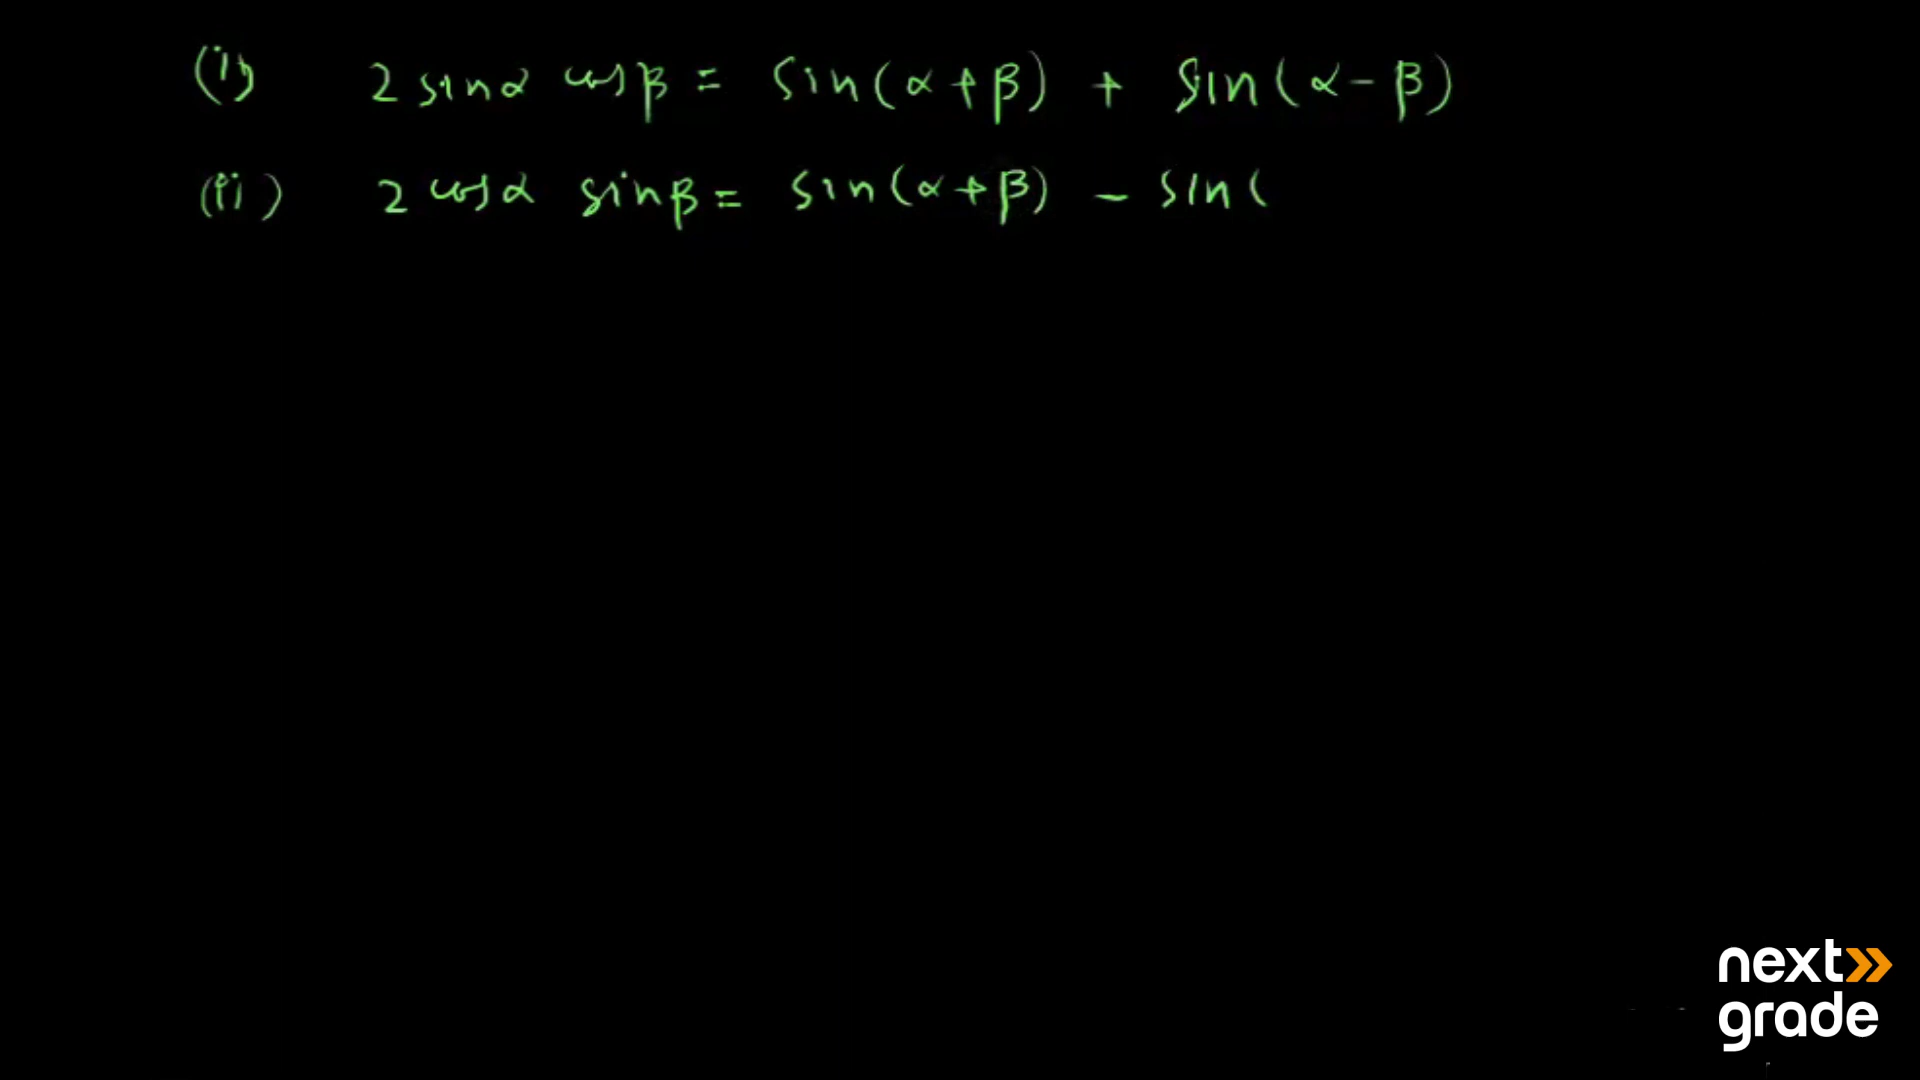 (i) 2 sinα cosβ = sin(α+β) + sin(α-β)
(ii) 2 cosα sinβ = sin(α+β) - sin(
next
grade